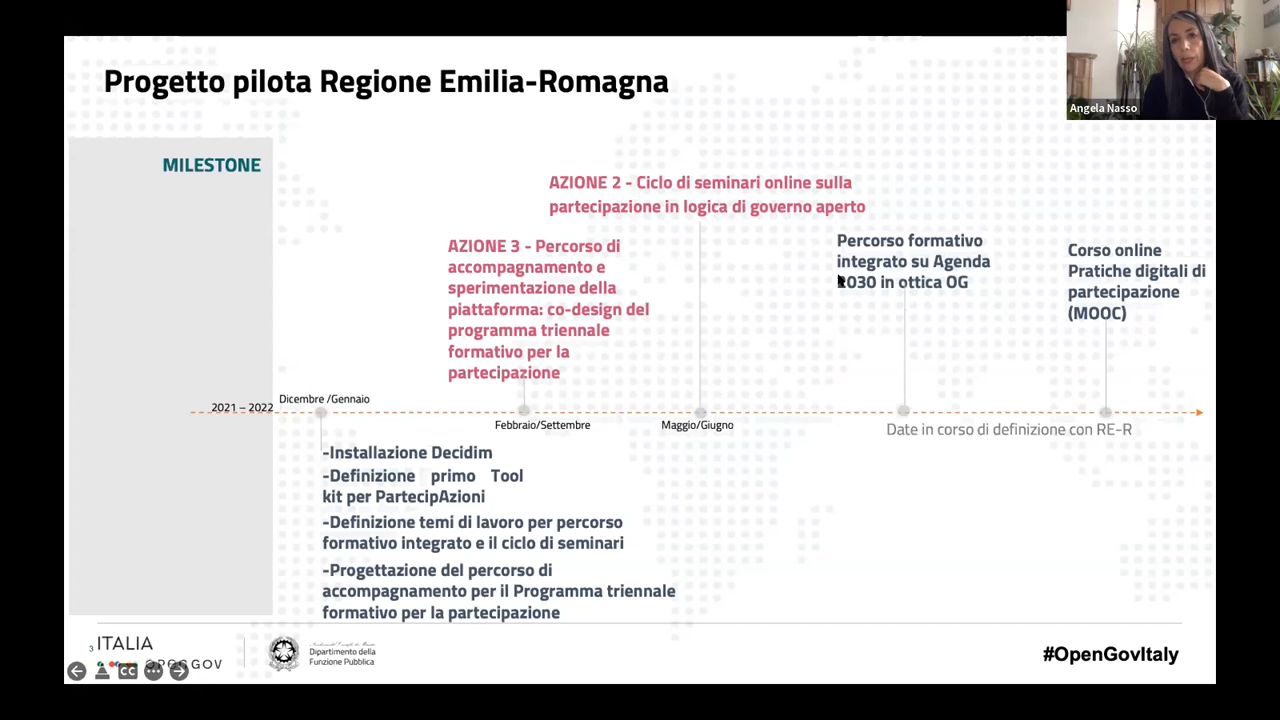 Progetto pilota Regione Emilia-Romagna
Angela Nasso
MILESTONE
AZIONE 2 - Ciclo di seminari online sulla
partecipazione in logica di governo aperto
AZIONE 3 - Percorso di
accompagnamento e
sperimentazione della
piattaforma: co-design del
programma triennale
formativo per la
partecipazione
Percorso formativo
integrato su Agenda
2030 in ottica OG
Corso online
Pratiche digitali di
partecipazione
(MOOC)
2021 – 2022
Dicembre /Gennaio
Febbraio/Settembre
Maggio/Giugno
Date in corso di definizione con RE-R
-Installazione Decidim
-Definizione primo Tool
kit per PartecipAzioni
-Definizione temi di lavoro per percorso
formativo integrato e il ciclo di seminari
-Progettazione del percorso di
accompagnamento per il Programma triennale
formativo per la partecipazione
3
ITALIA
GOV
CC
Dipartimento della
Funzione Pubblica
#OpenGovItaly